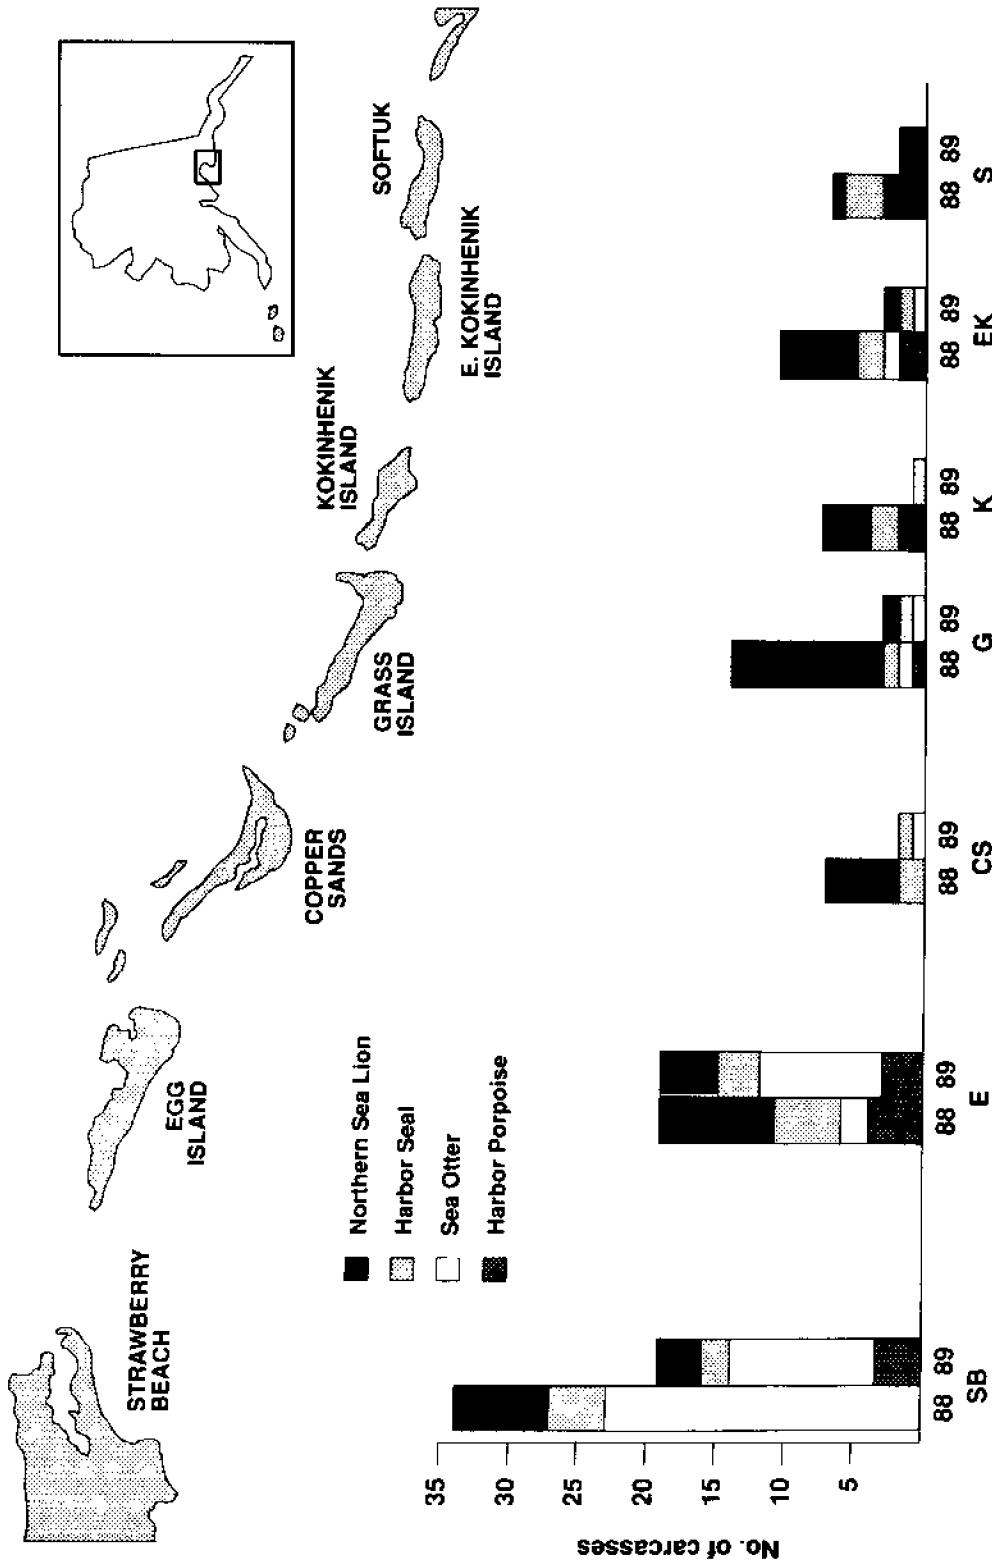 STRAWBERRY
BEACH
EGG
ISLAND
COPPER
SANDS
GRASS
ISLAND
KOKINHENIK
ISLAND
E. KOKINHENIK
ISLAND
SOFTUK
Northern Sea Lion
Harbor Seal
Sea Otter
Harbor Porpoise
No. of carcasses
35
30
25
20
15
10
5
88 89 88 89 88 89 88 89 88 89 88 89 88 89
SB E CS G K EK S